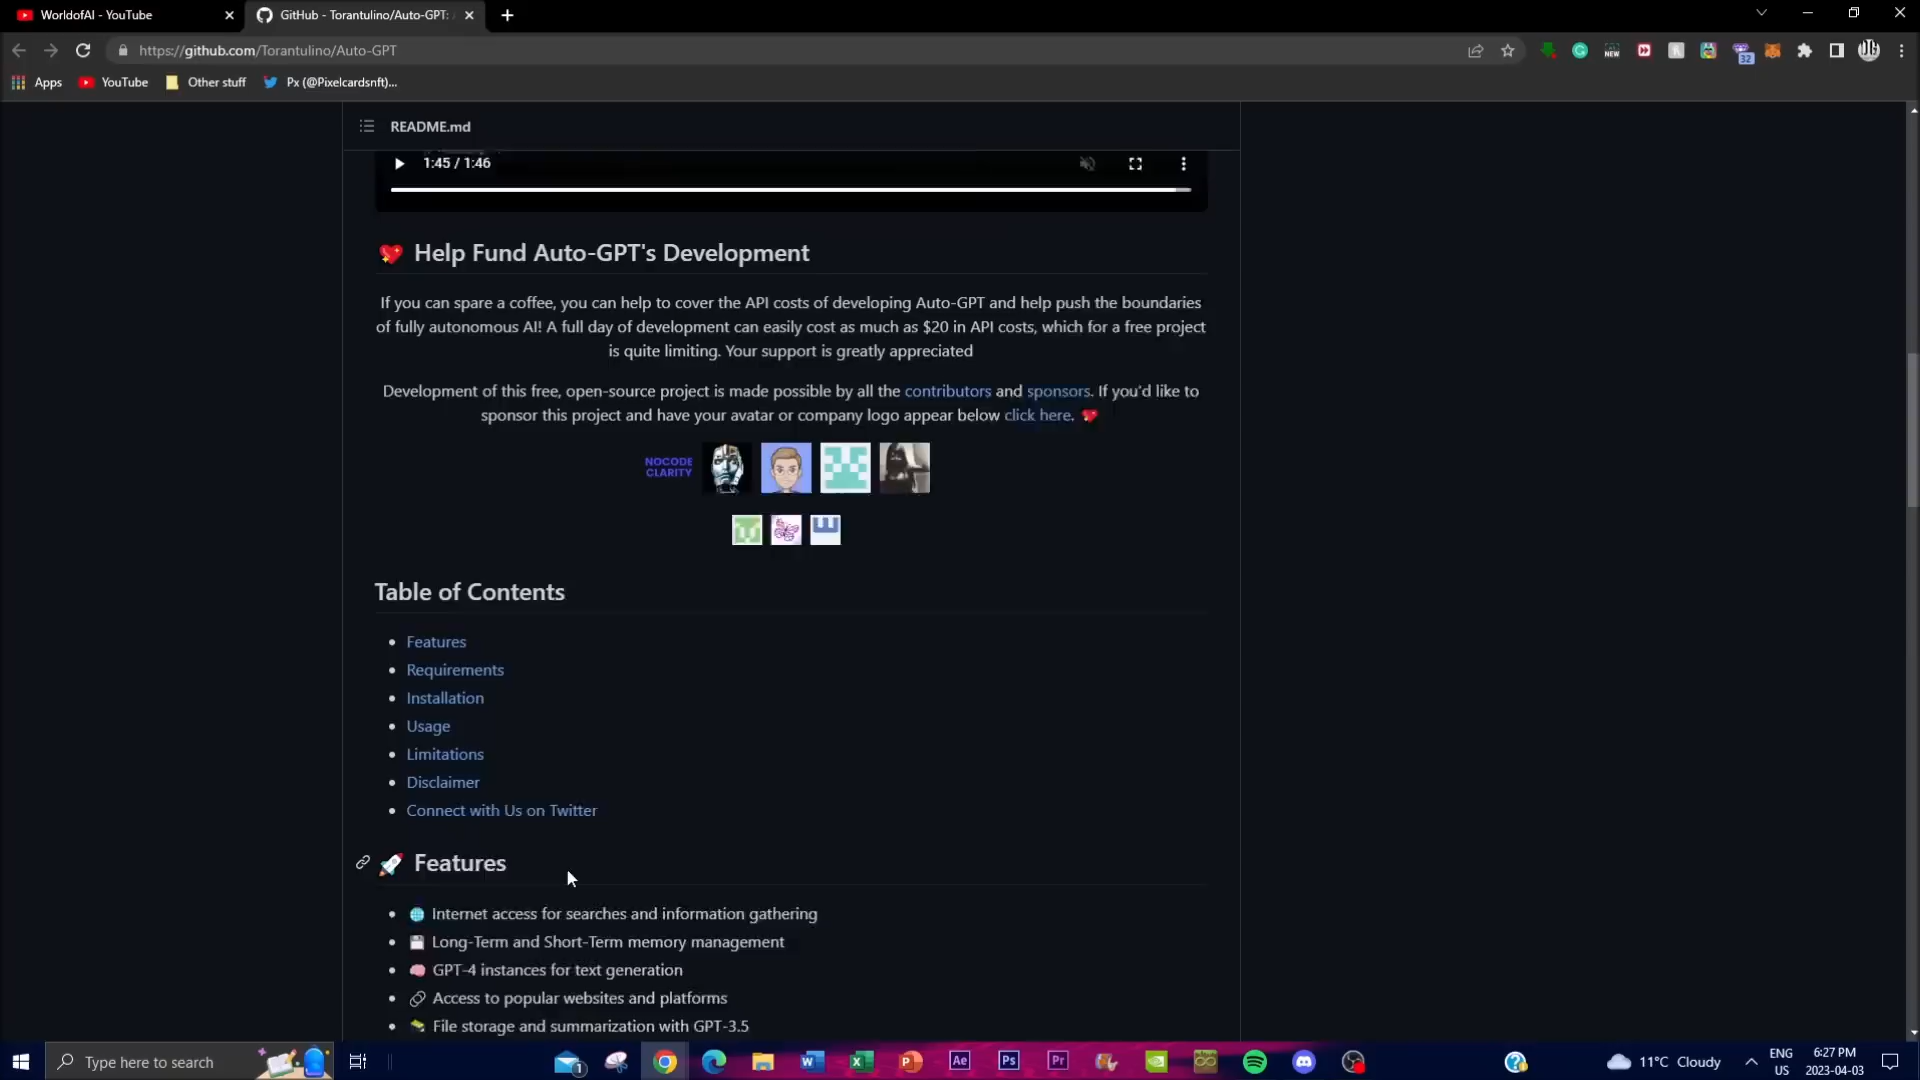 WorldofAI - YouTube
GitHub - Torantulino/Auto-GPT:
https://github.com/Torantulino/Auto-GPT
NEW
32
Apps
YouTube
Other stuff
Px (@Pixelcardsnft)...
README.md
1:45 / 1:46
💖 Help Fund Auto-GPT's Development
If you can spare a coffee, you can help to cover the API costs of developing Auto-GPT and help push the boundaries
of fully autonomous AI! A full day of development can easily cost as much as $20 in API costs, which for a free project
is quite limiting. Your support is greatly appreciated
Development of this free, open-source project is made possible by all the contributors and sponsors. If you'd like to
sponsor this project and have your avatar or company logo appear below click here. 💖
NOCODE
CLARITY
Table of Contents
• Features
• Requirements
• Installation
• Usage
• Limitations
• Disclaimer
• Connect with Us on Twitter
🚀 Features
• 🌐 Internet access for searches and information gathering
• 💾 Long-Term and Short-Term memory management
• 🧠 GPT-4 instances for text generation
• 🔗 Access to popular websites and platforms
• File storage and summarization with GPT-3.5
Type here to search
1
Ae
Ps
Pr
11°C Cloudy
ENG
US
6:27 PM
2023-04-03